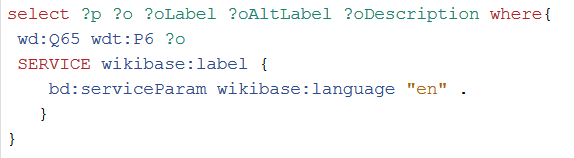 select ?p ?o ?oLabel ?oAltLabel ?oDescription where{
wd:Q65 wdt:P6 ?o
SERVICE wikibase:label {
bd:serviceParam wikibase:language "en" .
}
}